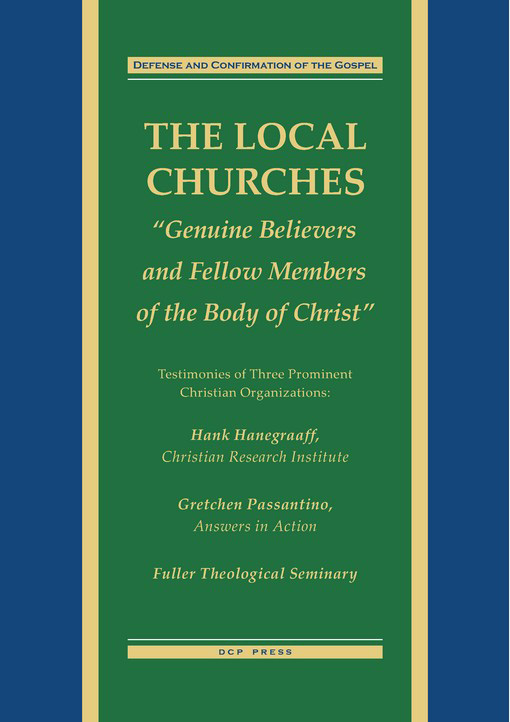 DEFENSE AND CONFIRMATION OF THE GOSPEL
THE LOCAL
CHURCHES
“Genuine Believers
and Fellow Members
of the Body of Christ”
Testimonies of Three Prominent
Christian Organizations:
Hank Hanegraaff,
Christian Research Institute
Gretchen Passantino,
Answers in Action
Fuller Theological Seminary
DCP PRESS